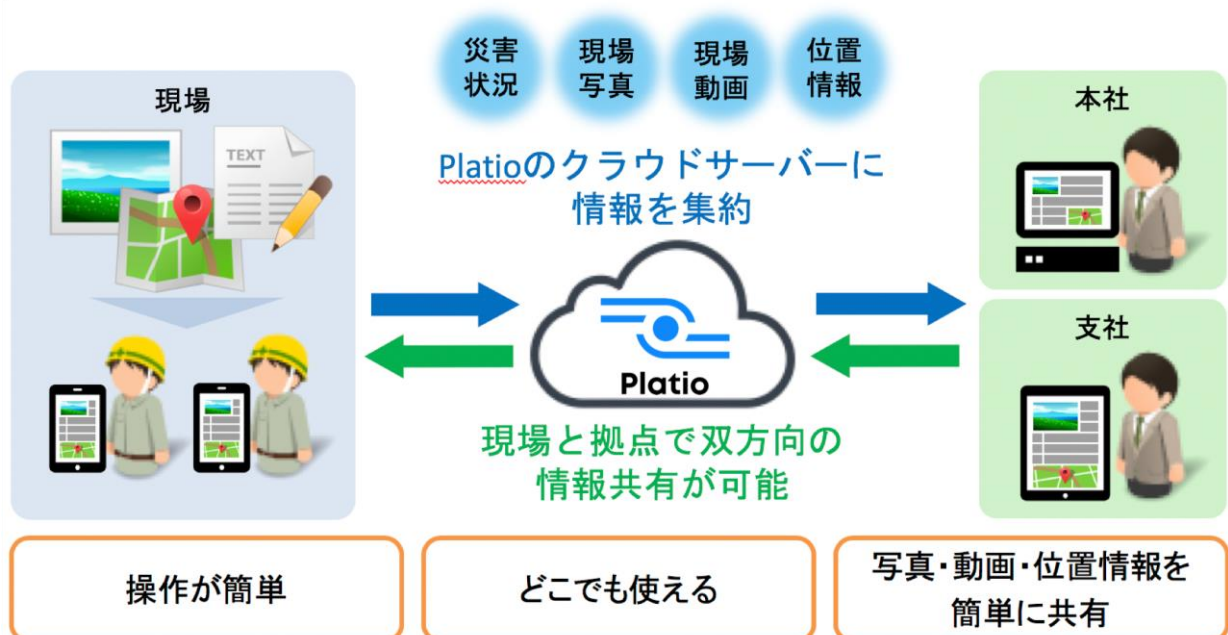 災害
状況
現場
写真
現場
動画
位置
情報
現場
TEXT
Platioのクラウドサーバーに
情報を集約
Platio
現場と拠点で双方向の
情報共有が可能
本社
支社
操作が簡単
どこでも使える
写真・動画・位置情報を
簡単に共有